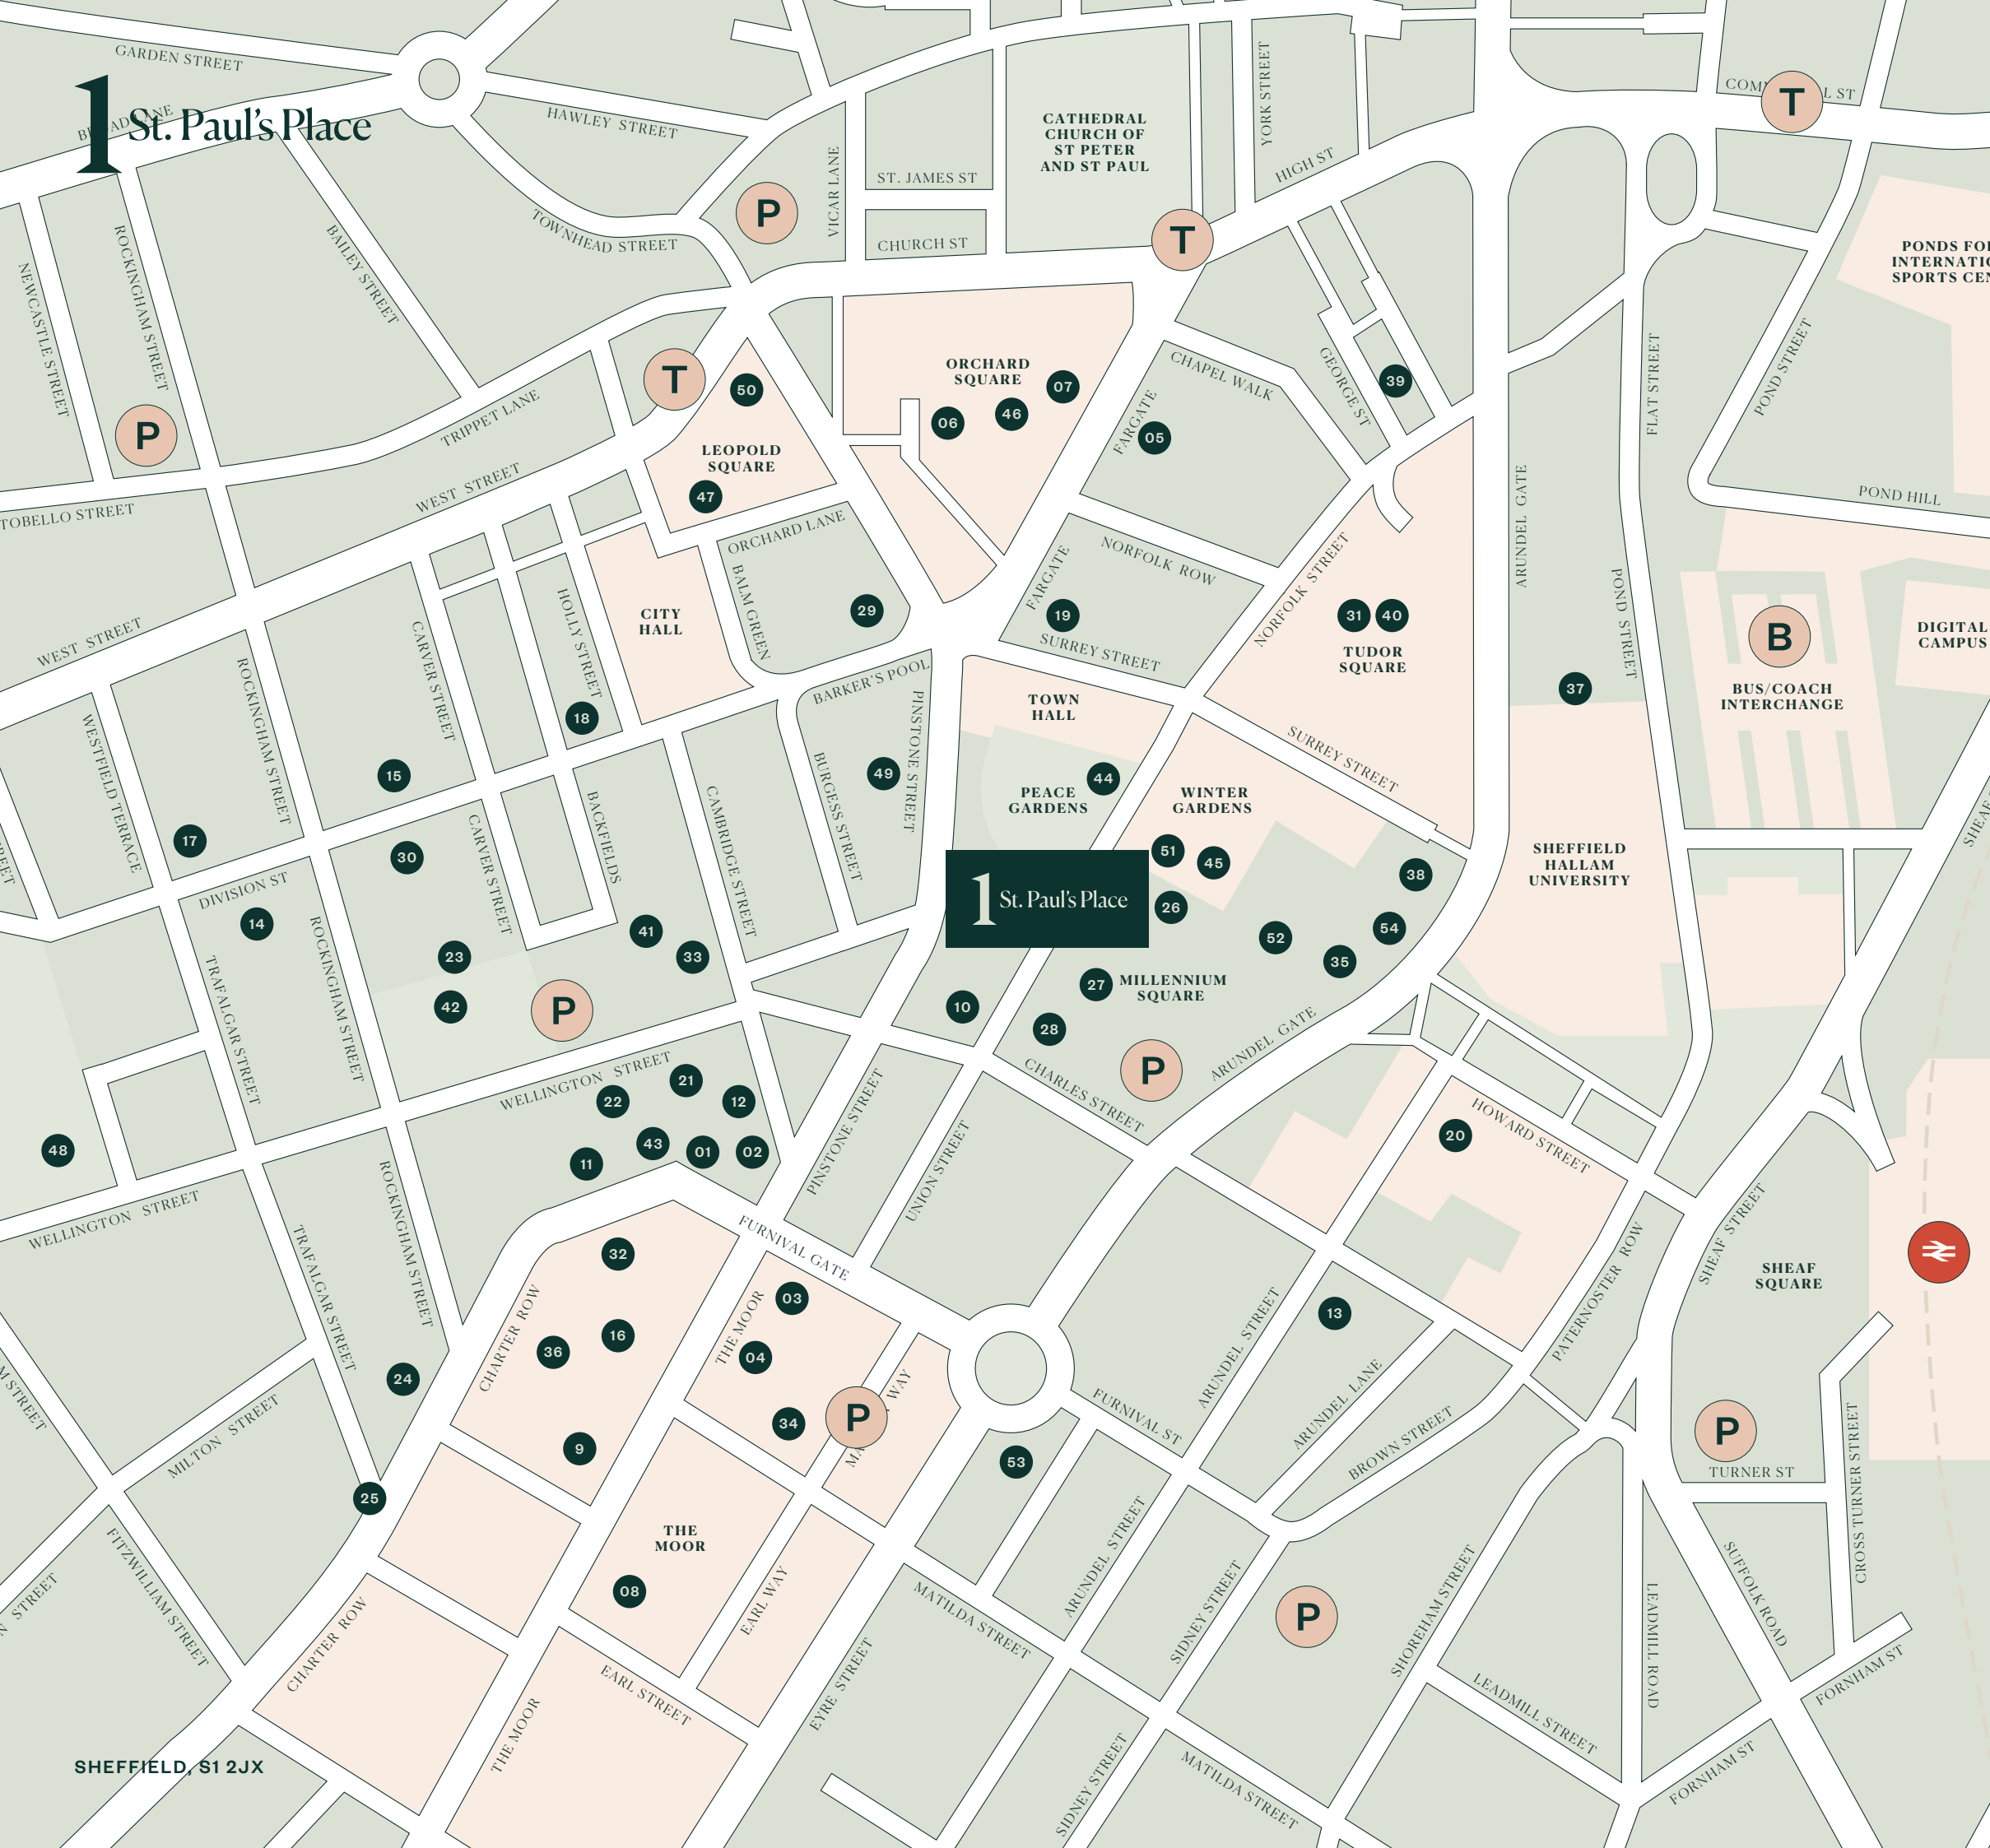 GARDEN STREET
1 St. Paul's Place
HAWLEY STREET
TOWNHEAD STREET
P
VICAR LANE
ST. JAMES ST
CHURCH ST
CATHEDRAL
CHURCH OF
ST PETER
AND ST PAUL
YORK STREET
HIGH ST
T
T
PONDS
INTERNATIONAL
SPORTS
NEWCASTLE STREET
ROCKINGHAM STREET
BAILEY STREET
P
TRIPPET LANE
WEST STREET
TOBELLO STREET
T
50
LEOPOLD
SQUARE
47
ORCHARD
SQUARE
07
06
46
CHAPEL WALK
FARGATE
05
GEORGE ST
39
FLAT STREET
POND STREET
POND HILL
ARUNDEL GATE
ORCHARD LANE
BALM GREEN
29
CITY
HALL
HOLLY STREET
18
CARVER STREET
WEST STREET
ROCKINGHAM STREET
WESTFIELD TERRACE
NORFOLK ROW
FARGATE
19
SURREY STREET
NORFOLK STREET
31
40
TUDOR
SQUARE
POND STREET
B
BUS/COACH
INTERCHANGE
DIGITAL
CAMPUS
37
BARKER'S POOL
PINSTONE STREET
TOWN
HALL
SURREY STREET
15
17
30
CARVER STREET
BACKFIELDS
CAMBRIDGE STREET
BURGESS STREET
49
44
PEACE
GARDENS
WINTER
GARDENS
51
45
38
SHEFFIELD
HALLAM
UNIVERSITY
DIVISION ST
14
1 St. Paul's Place
26
52
54
35
23
41
33
42
P
10
27
MILLENNIUM
SQUARE
28
P
ARUNDEL GATE
CHARLES STREET
TRAFALGAR STREET
ROCKINGHAM STREET
WELLINGTON STREET
21
22
12
43
01
02
11
48
WELLINGTON STREET
PINSTONE STREET
UNION STREET
20
HOWARD STREET
TRAFALGAR STREET
ROCKINGHAM STREET
FURNIVAL GATE
32
CHARTER ROW
36
16
THE MOOR
03
04
34
P
WAY
9
24
25
MILTON STREET
13
ARUNDEL STREET
ARUNDEL LANE
FURNIVAL ST
BROWN STREET
PATERNOSTER ROW
SHEAF STREET
SHEAF
SQUARE
P
TURNER ST
CROSS TURNER STREET
53
THE
MOOR
08
EARL WAY
FITZWILLIAM STREET
CHARTER ROW
EARL STREET
THE MOOR
EYRE STREET
MATILDA STREET
ARUNDEL STREET
SIDNEY STREET
P
SHOREHAM STREET
LEADMILL ROAD
SUFFOLK ROAD
FORNHAM ST
LEADMILL STREET
FORNHAM ST
SIDNEY STREET
MATILDA STREET
SHEFFIELD, S1 2JX